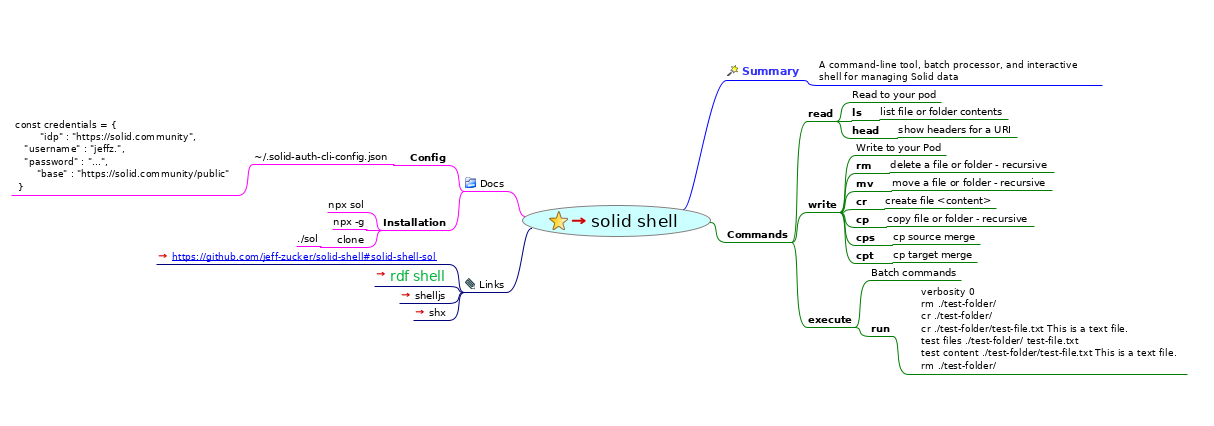 solid shell
Summary
A command-line tool, batch processor, and interactive
shell for managing Solid data
Commands
read
Read to your pod
ls list file or folder contents
head show headers for a URI
write
Write to your Pod
rm delete a file or folder - recursive
mv move a file or folder - recursive
cr create file <content>
cp copy file or folder - recursive
cps cp source merge
cpt cp target merge
execute
Batch commands
run
verbosity 0
rm ./test-folder/
cr ./test-folder/
cr ./test-folder/test-file.txt This is a text file.
test files ./test-folder/ test-file.txt
test content ./test-folder/test-file.txt This is a text file.
rm ./test-folder/
Docs
Config
~/.solid-auth-cli-config.json
const credentials = {
"idp" : "https://solid.community",
"username" : "jeffz.",
"password" : "...",
"base" : "https://solid.community/public"
}
Installation
npx sol
npx -g
clone
./sol
Links
https://github.com/jeff-zucker/solid-shell#solid-shell-sol
rdf shell
shelljs
shx